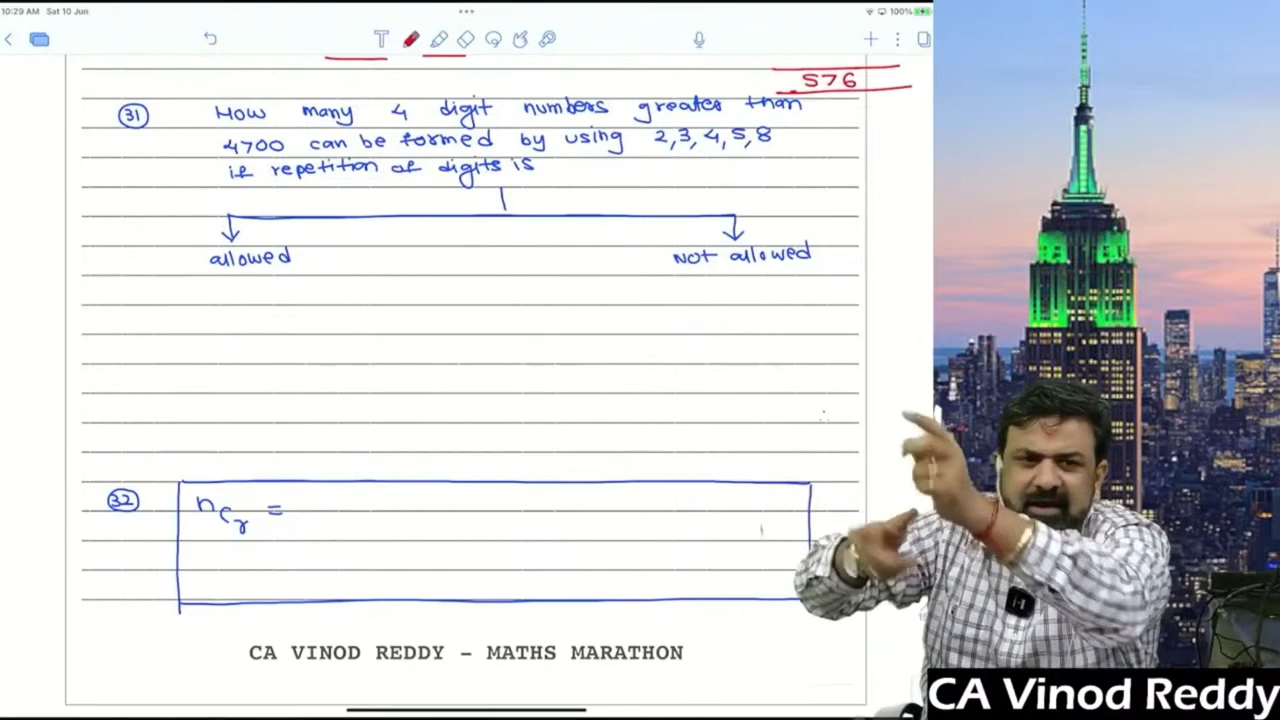 10:29 AM Sat 10 Jun
100%
T
576
31 How many 4 digit numbers greater than
4700 can be formed by using 2,3,4,5,8
if repetition of digits is
allowed
NOT allowed
32 nCr =
CA VINOD REDDY - MATHS MARATHON
CA Vinod Reddy